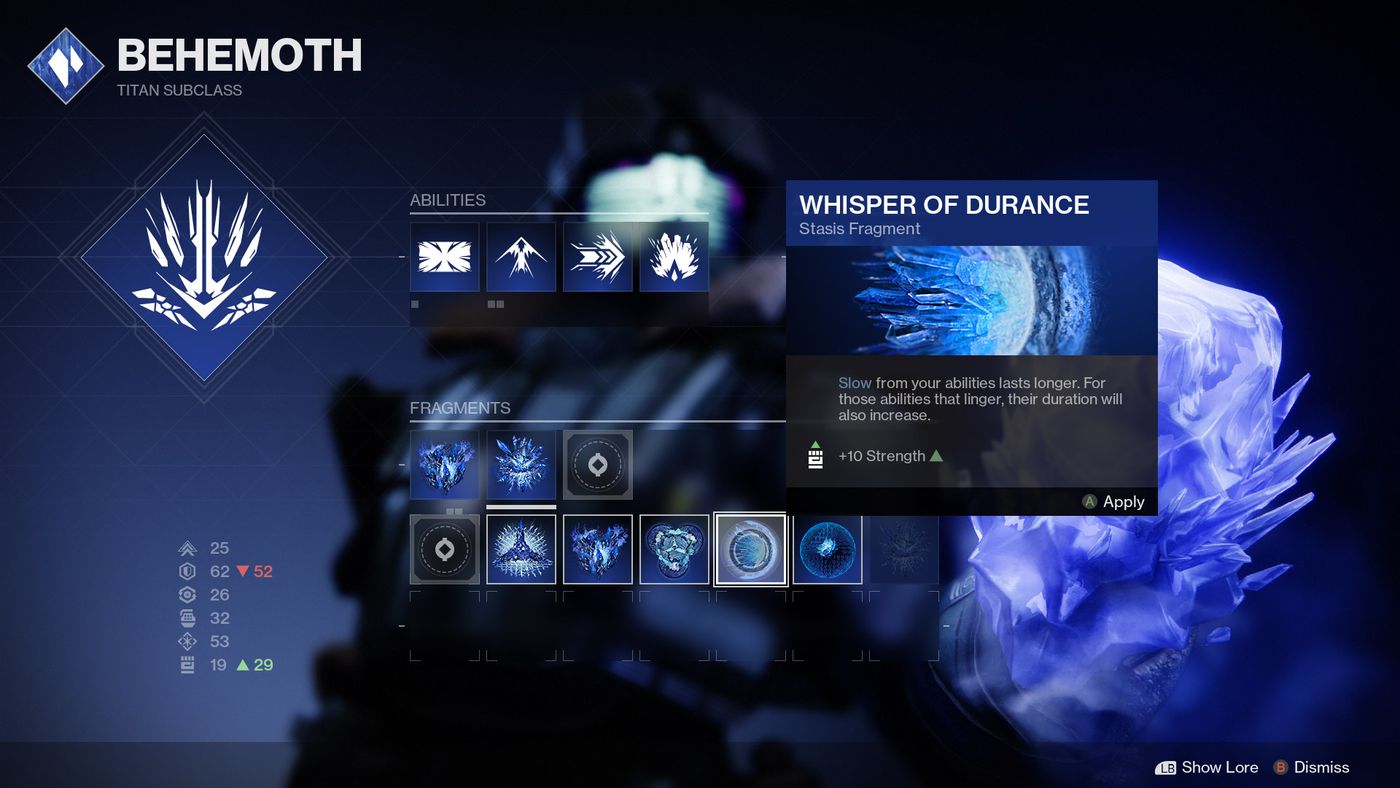 BEHEMOTH
TITAN SUBCLASS
ABILITIES
WHISPER OF DURANCE
Stasis Fragment
Slow from your abilities lasts longer. For
those abilities that linger, their duration will
also increase.
+10 Strength
A Apply
FRAGMENTS
25
62 52
26
32
53
19 29
LB Show Lore B Dismiss